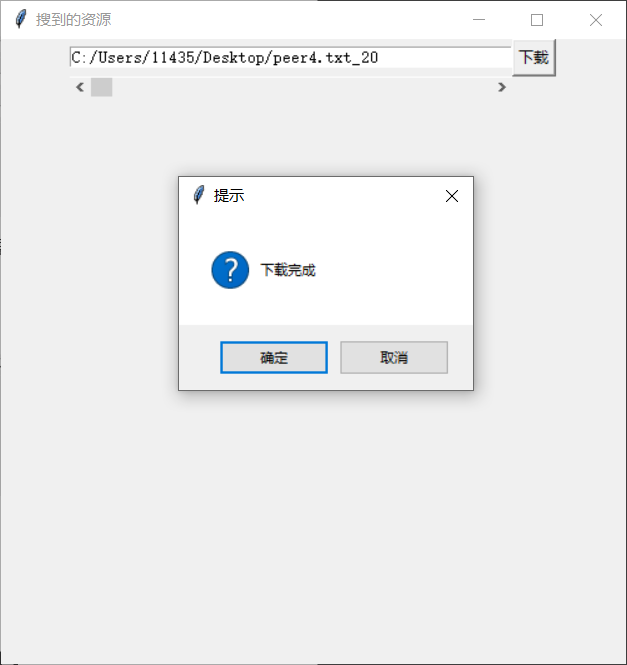 搜到的资源
C:/Users/11435/Desktop/peer4.txt_20
下载
提示
下载完成
确定
取消